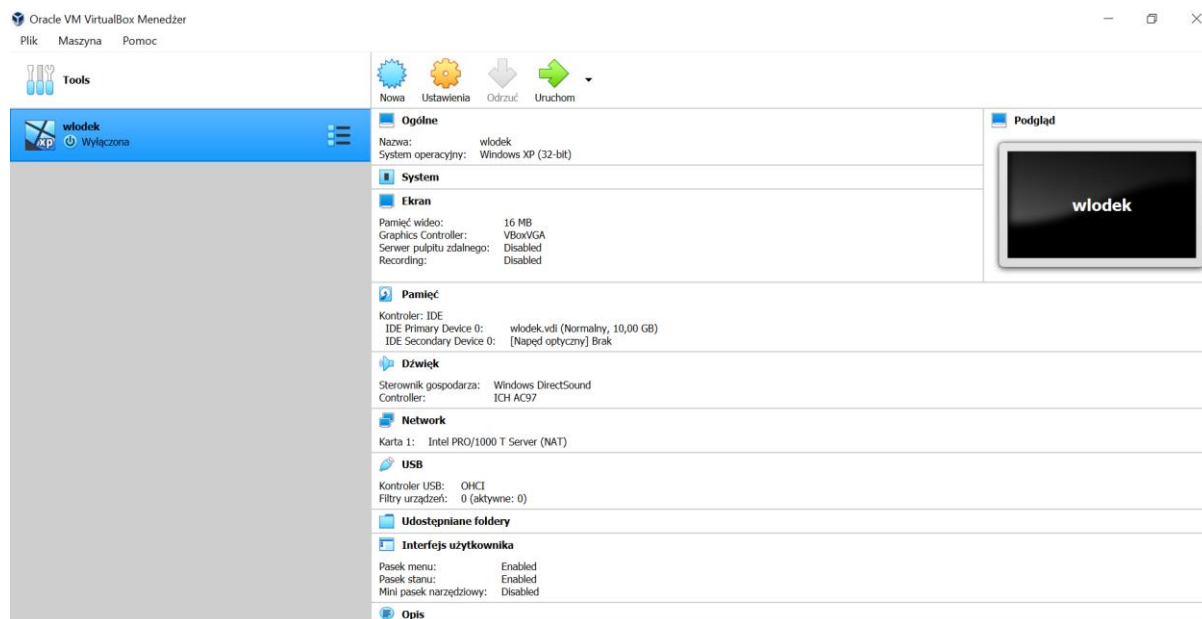 Oracle VM VirtualBox Menedżer
Plik Maszyna Pomoc
Tools
Nowa Ustawienia Odrzuć Uruchom
wlodek
Wyłączona
Ogólne
Nazwa: wlodek
System operacyjny: Windows XP (32-bit)
System
Ekran
Pamięć wideo: 16 MB
Graphics Controller: VBoxVGA
Serwer pulpitu zdalnego: Disabled
Recording: Disabled
Podgląd
wlodek
Pamięć
Kontroler: IDE
IDE Primary Device 0: wlodek.vdi (Normalny, 10,00 GB)
IDE Secondary Device 0: [Napęd optyczny] Brak
Dźwięk
Sterownik gospodarza: Windows DirectSound
Controller: ICH AC97
Network
Karta 1: Intel PRO/1000 T Server (NAT)
USB
Kontroler USB: OHCI
Filtry urządzeń: 0 (aktywne: 0)
Udostępniane foldery
Interfejs użytkownika
Pasek menu: Enabled
Pasek stanu: Enabled
Mini pasek narzędziowy: Disabled
Opis